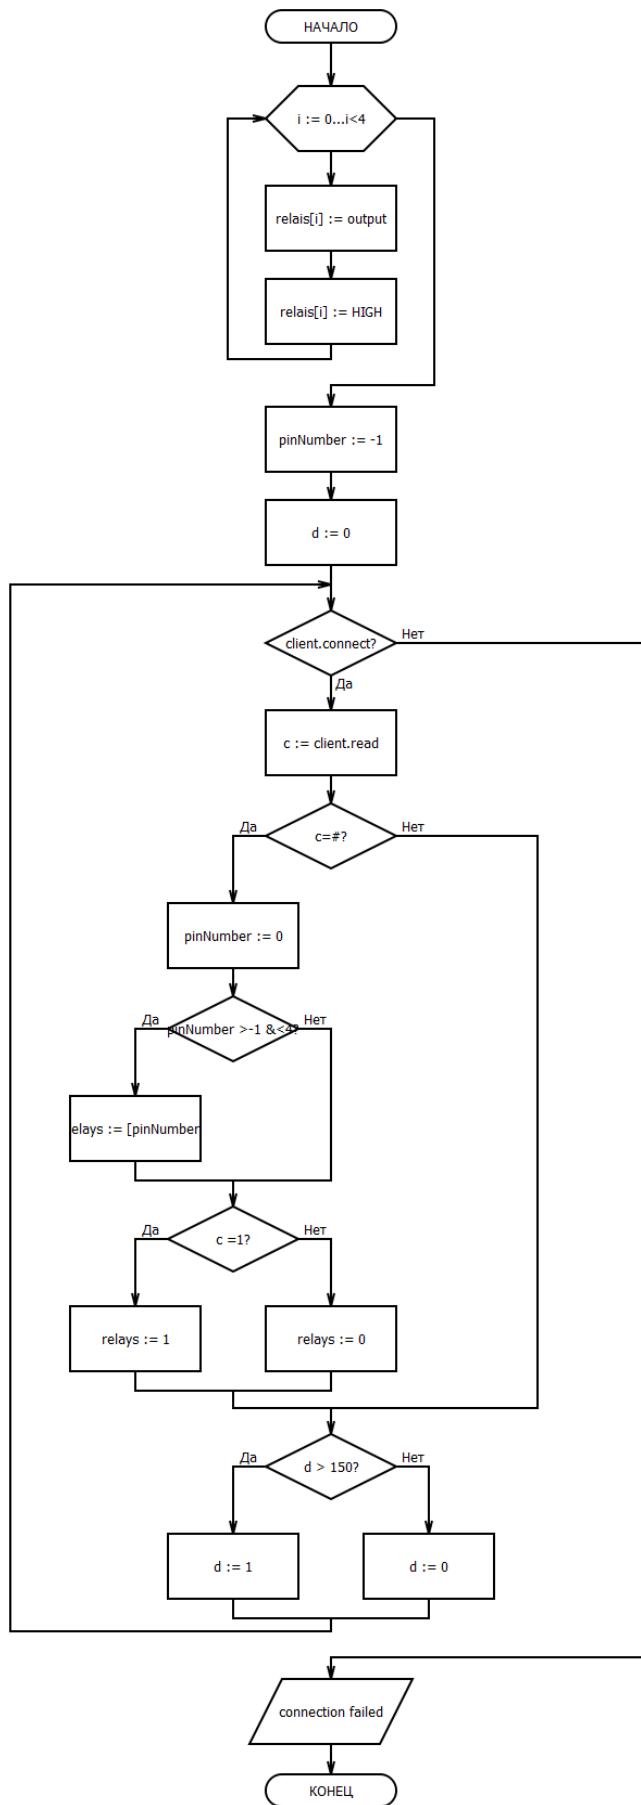 НАЧАЛО
i := 0...i<4
relais[i] := output
relais[i] := HIGH
pinNumber := -1
d := 0
client.connect?
Нет
Да
c := client.read
Да
c=#?
Нет
pinNumber := 0
Да
pinNumber >-1 &<4?
Нет
elays := [pinNumber
Да
c =1?
Нет
relays := 1
relays := 0
Да
d > 150?
Нет
d := 1
d := 0
connection failed
КОНЕЦ